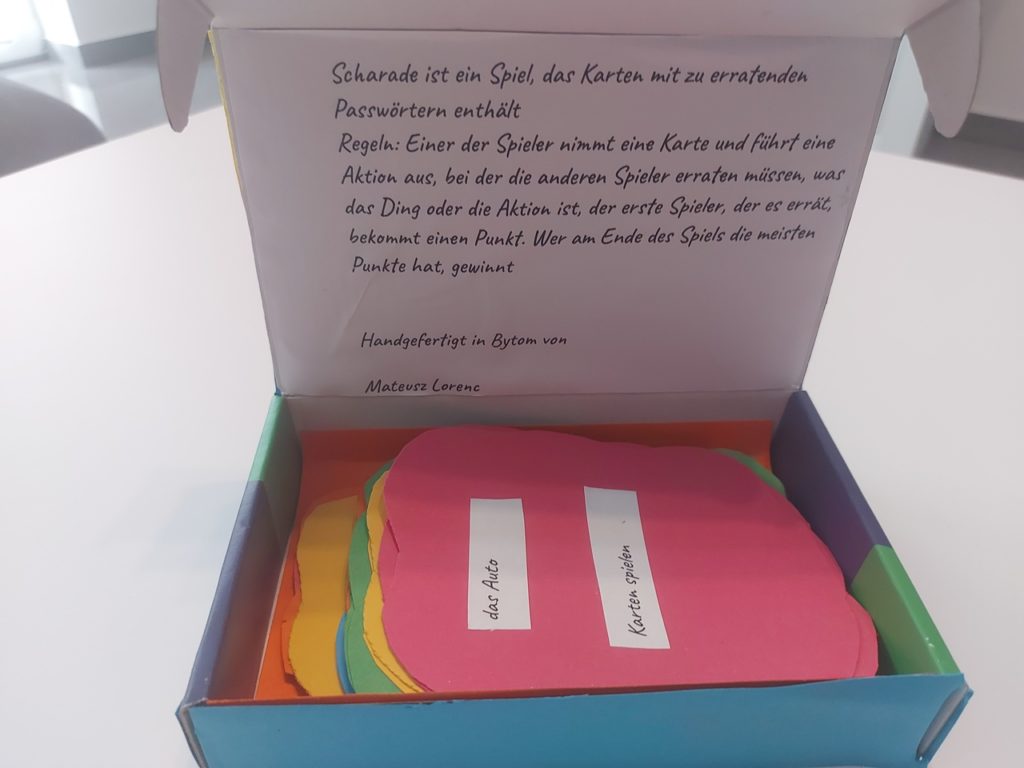 Scharade ist ein Spiel, das Karten mit zu erratenden
Passwörtern enthält
Regeln: Einer der Spieler nimmt eine Karte und führt eine
Aktion aus, bei der die anderen Spieler erraten müssen, was
das Ding oder die Aktion ist, der erste Spieler, der es errät,
bekommt einen Punkt. Wer am Ende des Spiels die meisten
Punkte hat, gewinnt
Handgefertigt in Bytom von
Mateusz Lorenc
das Auto
Karten spielen